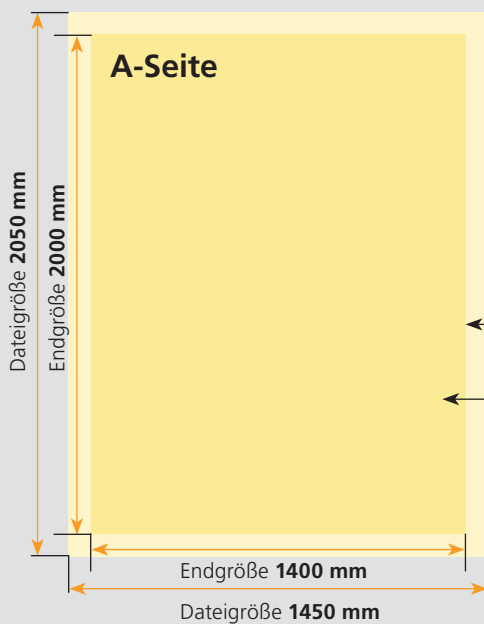 A-Seite
Dateigröße 2050 mm
Endgröße 2000 mm
Endgröße 1400 mm
Dateigröße 1450 mm